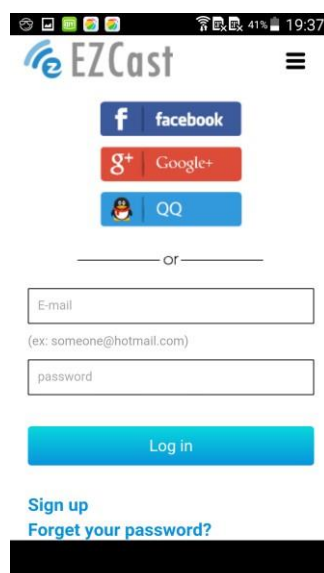 41% 19:37
EZCast
f facebook
g+ Google+
QQ
or
E-mail
(ex: someone@hotmail.com)
password
Log in
Sign up
Forget your password?